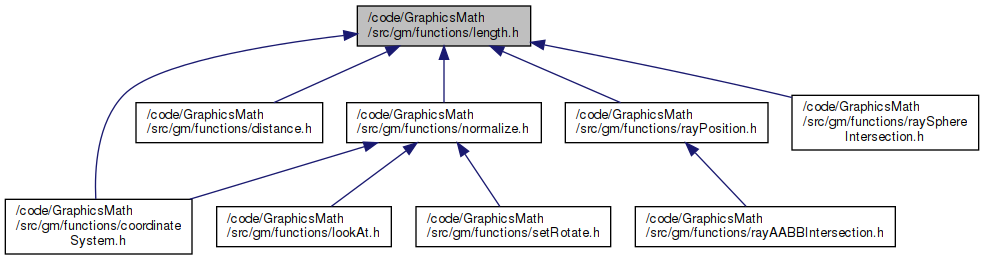 /code/GraphicsMath
/src/gm/functions/length.h
/code/GraphicsMath
/src/gm/functions/distance.h
/code/GraphicsMath
/src/gm/functions/normalize.h
/code/GraphicsMath
/src/gm/functions/rayPosition.h
/code/GraphicsMath
/src/gm/functions/raySphere
Intersection.h
/code/GraphicsMath
/src/gm/functions/coordinate
System.h
/code/GraphicsMath
/src/gm/functions/lookAt.h
/code/GraphicsMath
/src/gm/functions/setRotate.h
/code/GraphicsMath
/src/gm/functions/rayAABBIntersection.h